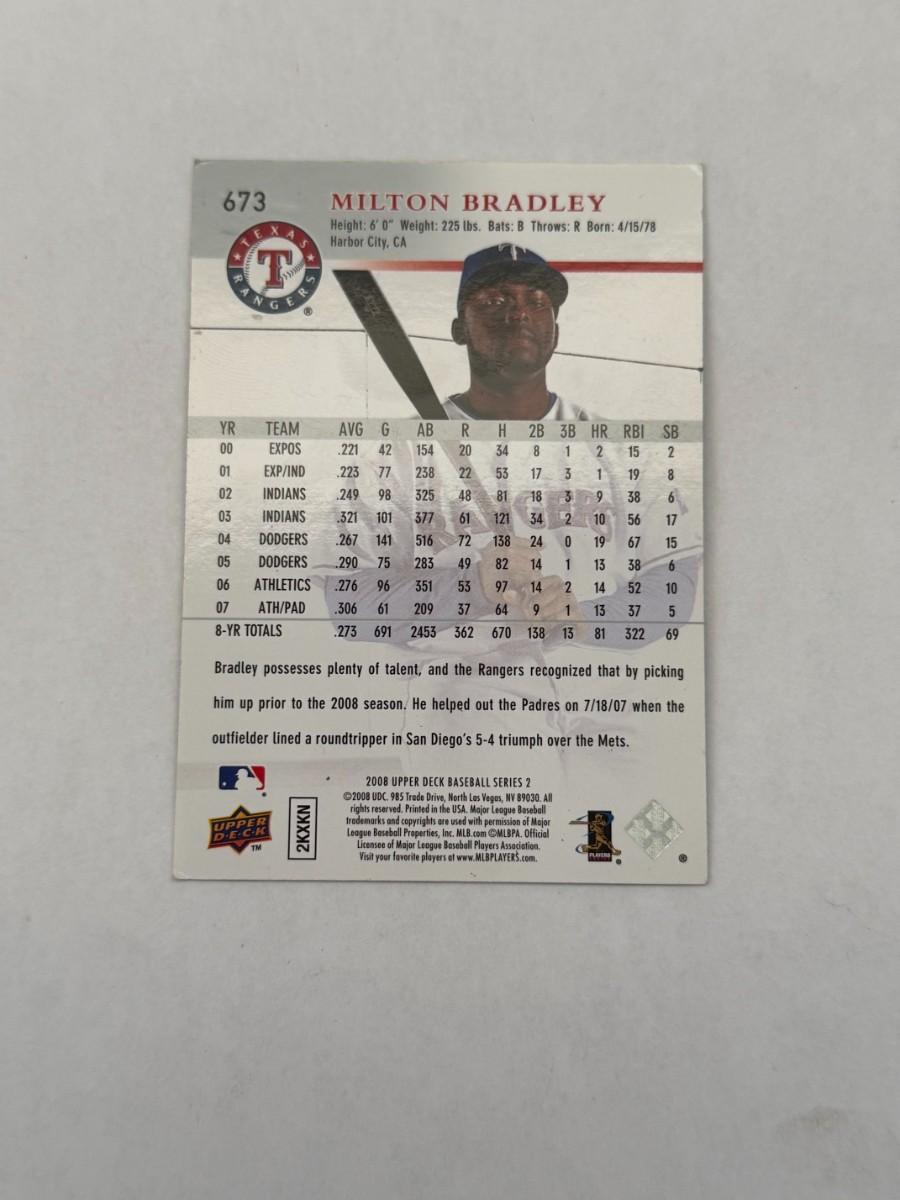 673
MILTON BRADLEY
Height: 6' 0" Weight: 225 lbs. Bats: B Throws: R Born: 4/15/78
Harbor City, CA
TEXAS
T
RANGERS
®
T
RANGERS
YR TEAM AVG G AB R H 2B 3B HR RBI SB
00 EXPOS .221 42 154 20 34 8 1 2 15 2
01 EXP/IND .223 77 238 22 53 17 3 1 19 8
02 INDIANS .249 98 325 48 81 18 3 9 38 6
03 INDIANS .321 101 377 61 121 34 2 10 56 17
04 DODGERS .267 141 516 72 138 24 0 19 67 15
05 DODGERS .290 75 283 49 82 14 1 13 38 6
06 ATHLETICS .276 96 351 53 97 14 2 14 52 10
07 ATH/PAD .306 61 209 37 64 9 1 13 37 5
8-YR TOTALS .273 691 2453 362 670 138 13 81 322 69
Bradley possesses plenty of talent, and the Rangers recognized that by picking
him up prior to the 2008 season. He helped out the Padres on 7/18/07 when the
outfielder lined a roundtripper in San Diego's 5-4 triumph over the Mets.
2008 UPPER DECK BASEBALL SERIES 2
©2008 UDC. 985 Trade Drive, North Las Vegas, NV 89030. All
rights reserved. Printed in the USA. Major League Baseball
trademarks and copyrights are used with permission of Major
League Baseball Properties, Inc. MLB.com ©MLBPA. Official
Licensee of Major League Baseball Players Association.
Visit your favorite players at www.MLBPLAYERS.com.
UPPER
DECK
TM
2KXKN
PLAYERS
®
®